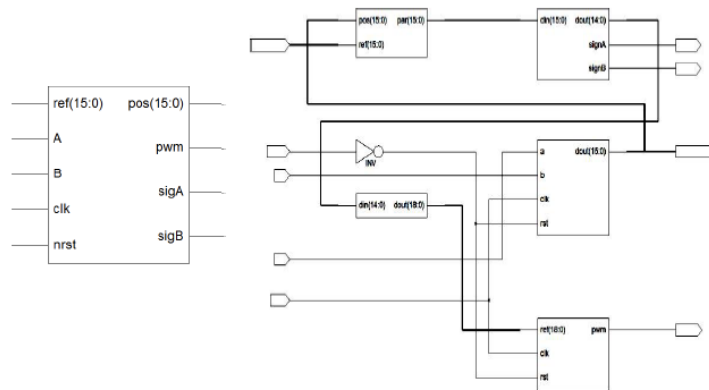 ref(15:0) pos(15:0)
A
pwm
B
sigA
clk
sigB
nrst
pos(15:0) par(15:0)
ref(15:0)
din(15:0) dout(14:0)
signA
signB
INV
a dout(15:0)
b
clk
rst
din(14:0) dout(18:0)
ref(18:0) pwm
clk
rst